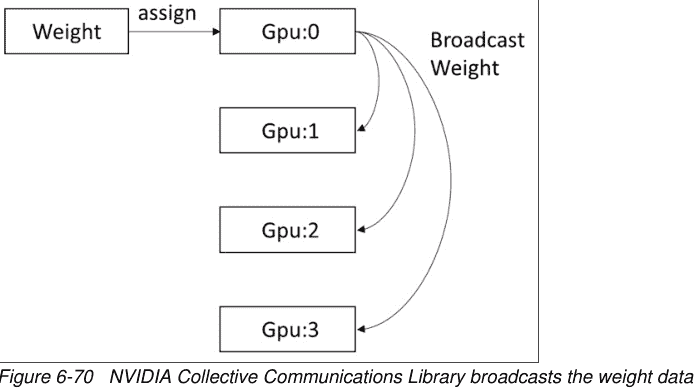 assign
Weight
Gpu:0
Broadcast
Weight
Gpu:1
Gpu:2
Gpu:3
Figure 6-70 NVIDIA Collective Communications Library broadcasts the weight data